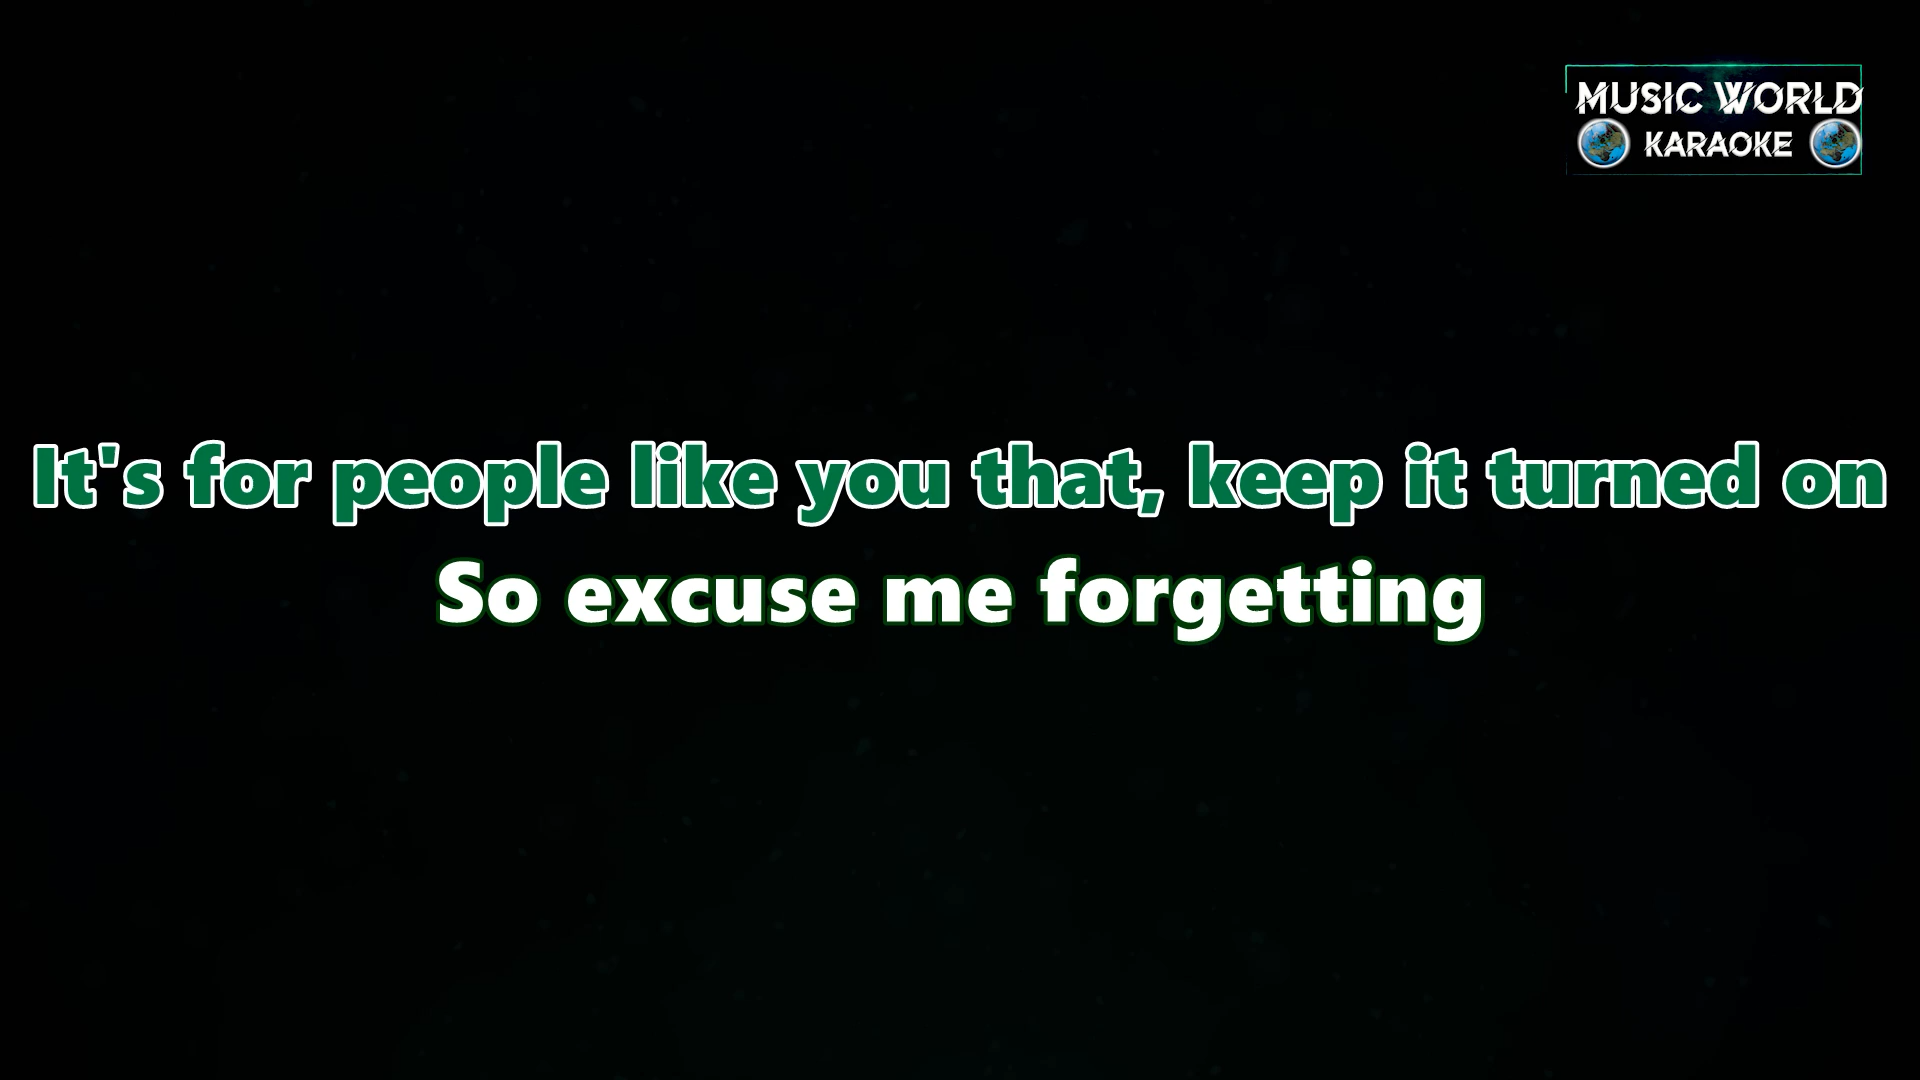 MUSIC WORLD
KARAOKE
It's for people like you that, keep it turned on
So excuse me forgetting